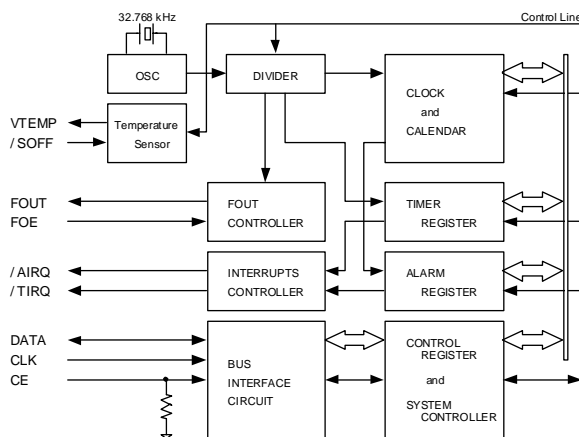 32.768 kHz
Control Line
OSC
DIVIDER
CLOCK
and
CALENDAR
VTEMP
/ SOFF
Temperature
Sensor
FOUT
FOE
FOUT
CONTROLLER
TIMER
REGISTER
/ AIRQ
/ TIRQ
INTERRUPTS
CONTROLLER
ALARM
REGISTER
DATA
CLK
CE
BUS
INTERFACE
CIRCUIT
CONTROL
REGISTER
and
SYSTEM
CONTROLLER